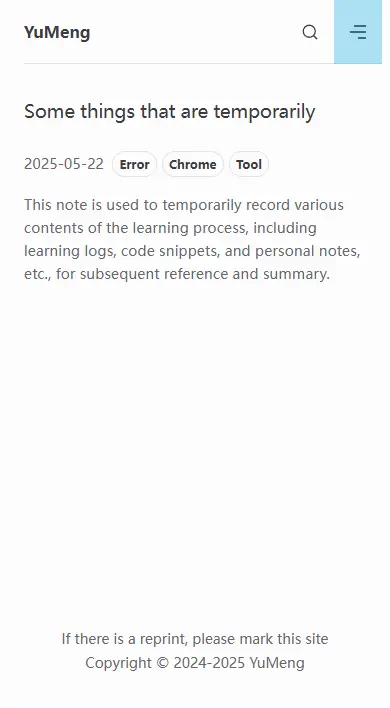 YuMeng
Some things that are temporarily
2025-05-22 Error Chrome Tool
This note is used to temporarily record various
contents of the learning process, including
learning logs, code snippets, and personal notes,
etc., for subsequent reference and summary.
If there is a reprint, please mark this site
Copyright © 2024-2025 YuMeng